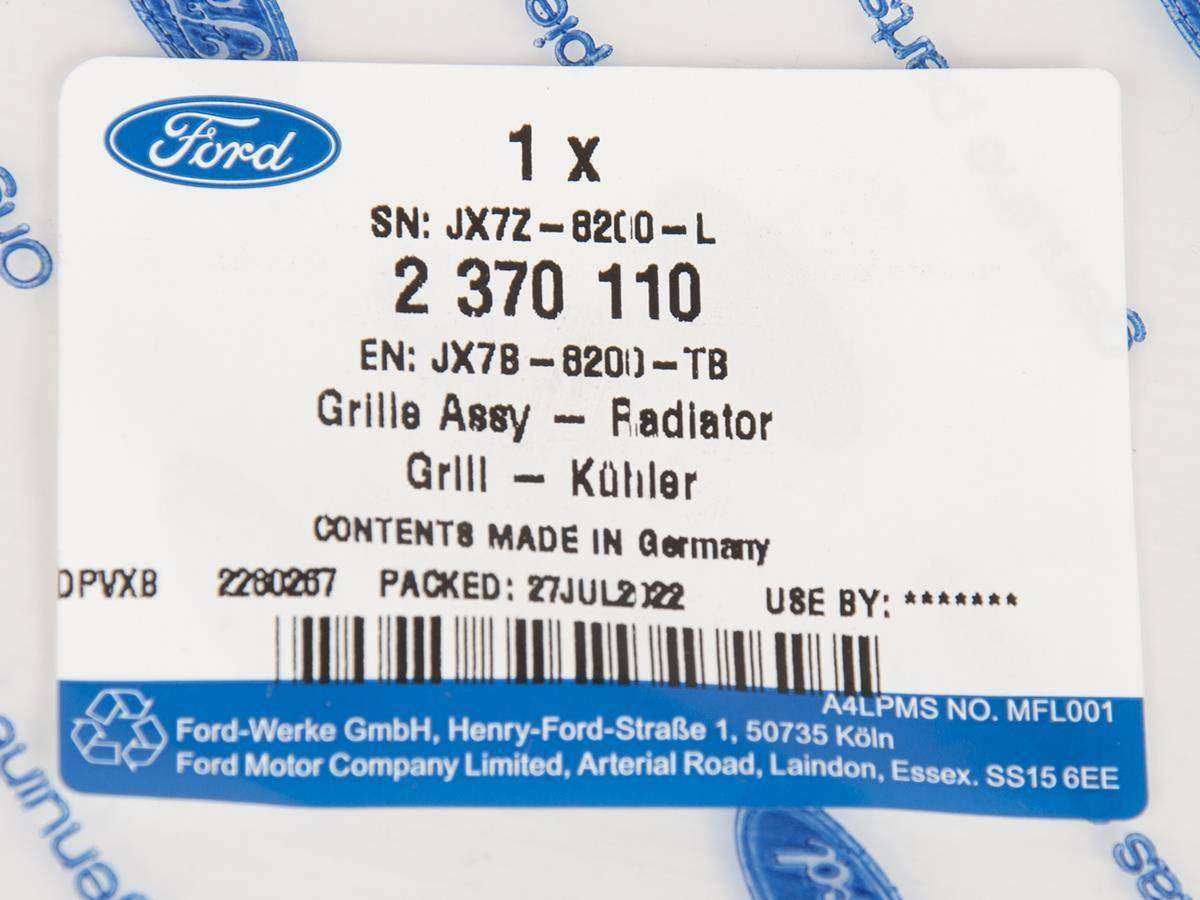 Ford
1 x
SN: JX7Z-8200-L
2 370 110
EN: JX7B-8200-TB
Grille Assy - Radiator
Grill - Kühler
CONTENTS MADE IN Germany
DPVXB 2280267 PACKED: 27JUL2022 USE BY: *******
A4LPMS NO. MFL001
Ford-Werke GmbH, Henry-Ford-Straße 1, 50735 Köln
Ford Motor Company Limited, Arterial Road, Laindon, Essex. SS15 6EE